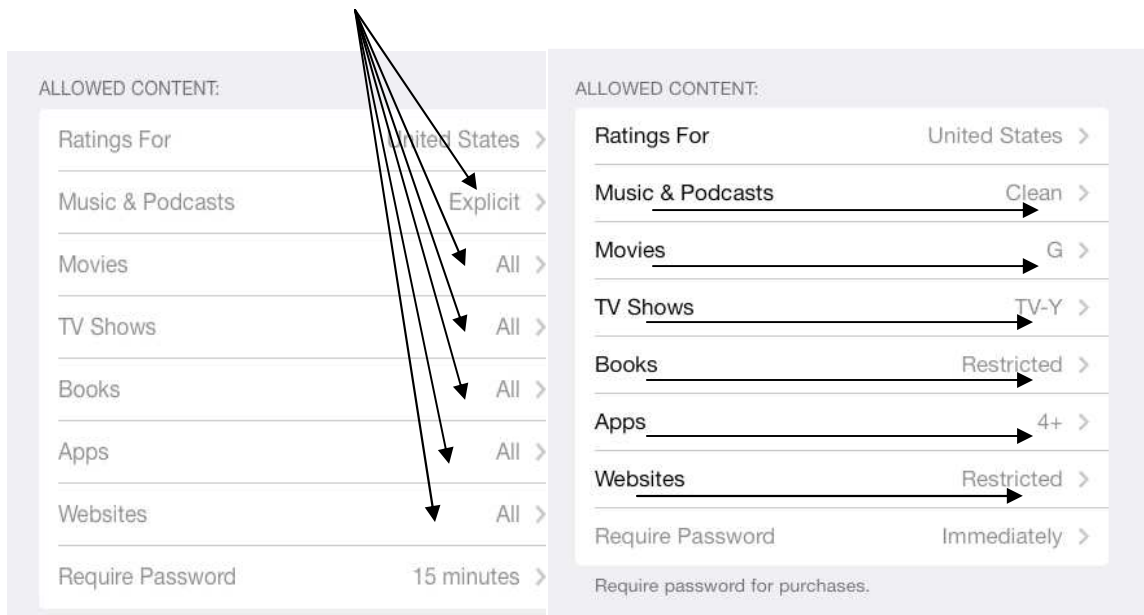 ALLOWED CONTENT:
Ratings For United States
Music & Podcasts Explicit
Movies All
TV Shows All
Books All
Apps All
Websites All
Require Password 15 minutes
ALLOWED CONTENT:
Ratings For United States
Music & Podcasts Clean
Movies G
TV Shows TV-Y
Books Restricted
Apps 4+
Websites Restricted
Require Password Immediately
Require password for purchases.